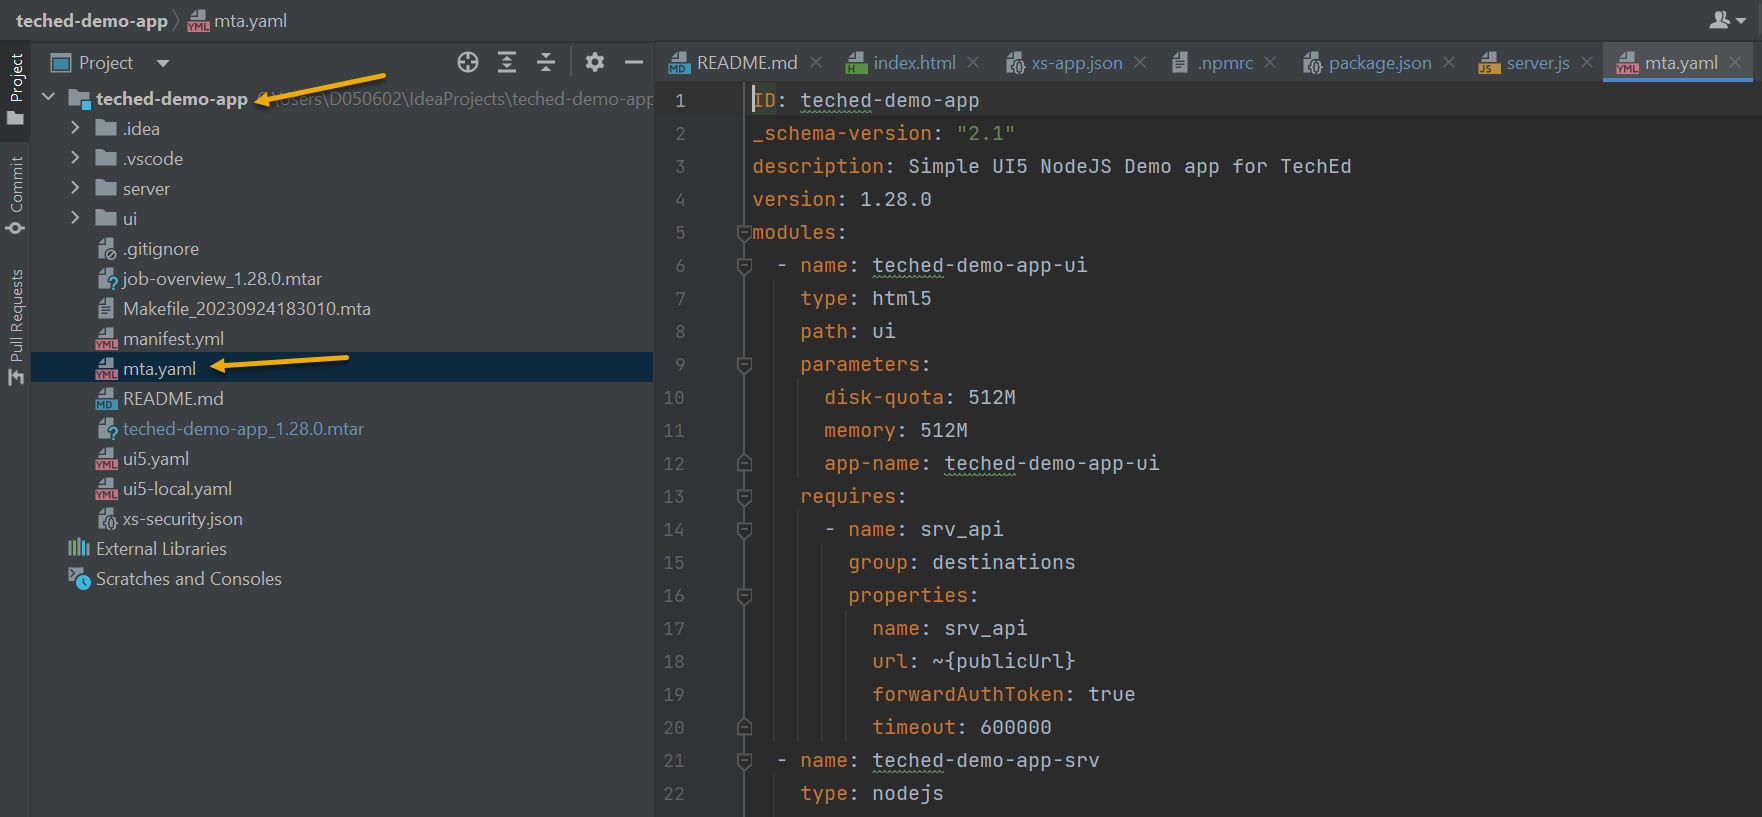 teched-demo-app mta.yaml
Project
Commit
Pull Requests
Project
teched-demo-app \Users\D050602\IdeaProjects\teched-demo-app
.idea
.vscode
server
ui
.gitignore
job-overview_1.28.0.mtar
Makefile_20230924183010.mta
manifest.yml
mta.yaml
README.md
teched-demo-app_1.28.0.mtar
ui5.yaml
ui5-local.yaml
xs-security.json
External Libraries
Scratches and Consoles
README.md index.html xs-app.json .npmrc package.json server.js mta.yaml
1 ID: teched-demo-app
2 _schema-version: "2.1"
3 description: Simple UI5 NodeJS Demo app for TechEd
4 version: 1.28.0
5 modules:
6 - name: teched-demo-app-ui
7 type: html5
8 path: ui
9 parameters:
10 disk-quota: 512M
11 memory: 512M
12 app-name: teched-demo-app-ui
13 requires:
14 - name: srv_api
15 group: destinations
16 properties:
17 name: srv_api
18 url: ~{publicUrl}
19 forwardAuthToken: true
20 timeout: 600000
21 - name: teched-demo-app-srv
22 type: nodejs